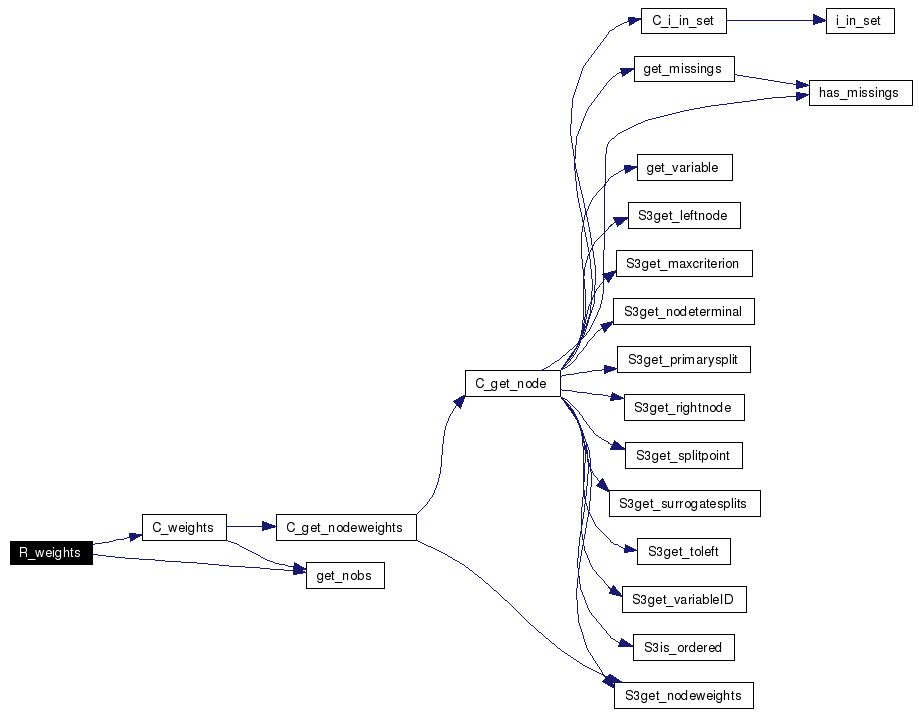 C_i_in_set
i_in_set
get_missings
has_missings
get_variable
S3get_leftnode
S3get_maxcriterion
S3get_nodeterminal
S3get_primarysplit
C_get_node
S3get_rightnode
S3get_splitpoint
S3get_surrogatesplits
C_weights
C_get_nodeweights
R_weights
S3get_toleft
get_nobs
S3get_variableID
S3is_ordered
S3get_nodeweights